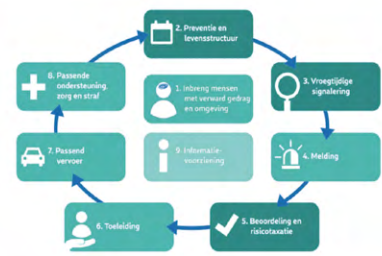 2. Preventie en
levensstructuur
8. Passende
ondersteuning,
zorg en straf
1. Inbreng mensen
met verward gedrag
en omgeving
3. Vroegtijdige
signalering
7. Passend
vervoer
9. Informatie-
voorziening
4. Melding
6. Toeleiding
5. Beoordeling en
risicotaxatie